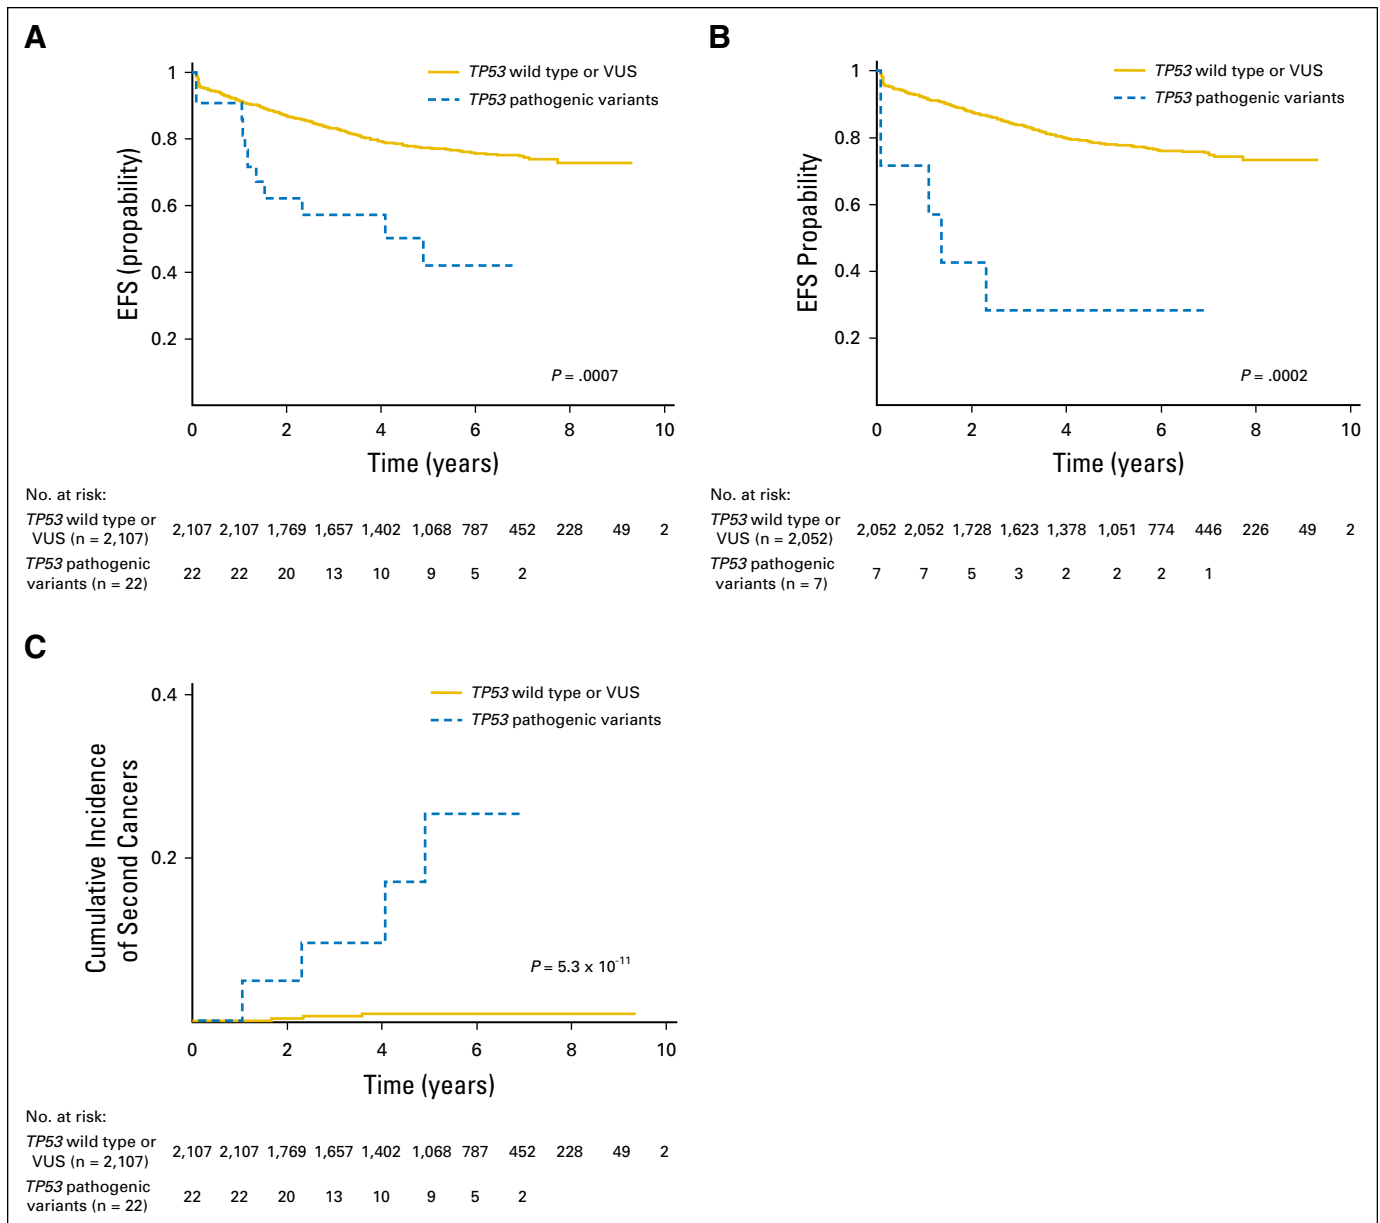 A
1
0.8
0.6
0.4
0.2
EFS (propability)
TP53 wild type or VUS
TP53 pathogenic variants
P = .0007
0 2 4 6 8 10
Time (years)
No. at risk:
TP53 wild type or
VUS (n = 2,107)
2,107 2,107 1,769 1,657 1,402 1,068 787 452 228 49 2
TP53 pathogenic
variants (n = 22)
22 22 20 13 10 9 5 2
B
1
0.8
0.6
0.4
0.2
EFS Propability
TP53 wild type or VUS
TP53 pathogenic variants
P = .0002
0 2 4 6 8 10
Time (years)
No. at risk:
TP53 wild type or
VUS (n = 2,052)
2,052 2,052 1,728 1,623 1,378 1,051 774 446 226 49 2
TP53 pathogenic
variants (n = 7)
7 7 5 3 2 2 2 1
C
0.4
0.2
Cumulative Incidence
of Second Cancers
TP53 wild type or VUS
TP53 pathogenic variants
P = 5.3 x 10-11
0 2 4 6 8 10
Time (years)
No. at risk:
TP53 wild type or
VUS (n = 2,107)
2,107 2,107 1,769 1,657 1,402 1,068 787 452 228 49 2
TP53 pathogenic
variants (n = 22)
22 22 20 13 10 9 5 2